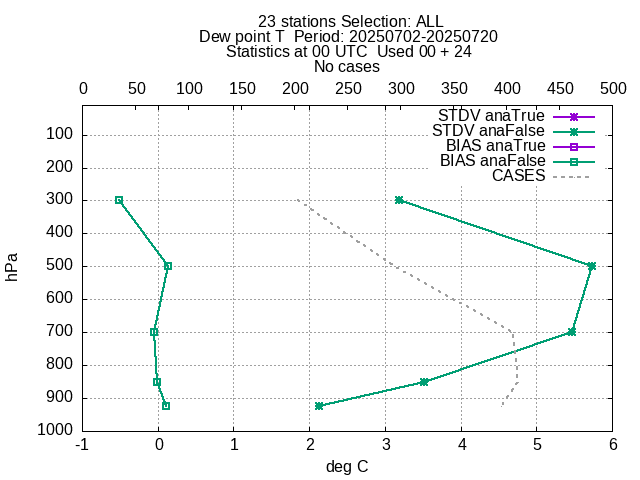 23 stations Selection: ALL
Dew point T  Period: 20250702-20250720
Statistics at 00 UTC  Used 00 + 24
No cases
0 50 100 150 200 250 300 350 400 450 500
STDV anaTrue
STDV anaFalse
BIAS anaTrue
BIAS anaFalse
CASES
100
200
300
400
500
600
700
800
900
1000
hPa
-1 0 1 2 3 4 5 6
deg C